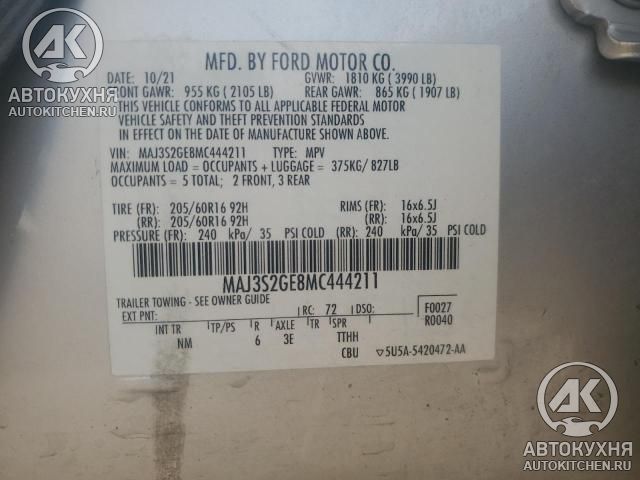 MFD. BY FORD MOTOR CO.
DATE: 10/21 GVWR: 1810 KG ( 3990 LB)
FRONT GAWR: 955 KG ( 2105 LB) REAR GAWR: 865 KG ( 1907 LB)
THIS VEHICLE CONFORMS TO ALL APPLICABLE FEDERAL MOTOR
VEHICLE SAFETY AND THEFT PREVENTION STANDARDS
IN EFFECT ON THE DATE OF MANUFACTURE SHOWN ABOVE.
VIN: MAJ3S2GE8MC444211 TYPE: MPV
MAXIMUM LOAD = OCCUPANTS + LUGGAGE = 375KG/ 827LB
OCCUPANTS = 5 TOTAL; 2 FRONT, 3 REAR
TIRE (FR): 205/60R16 92H RIMS (FR): 16x6.5J
(RR): 205/60R16 92H (RR): 16x6.5J
PRESSURE (FR): 240 kPa/ 35 PSI COLD (RR): 240 kPa/ 35 PSI COLD
MAJ3S2GE8MC444211
TRAILER TOWING - SEE OWNER GUIDE
EXT PNT: RC: 72 DSO: F0027
R0040
INT TR TP/PS R AXLE TR SPR
NM 6 3E TTHH
CBU 5U5A-5420472-AA
АК
АВТОКУХНЯ
AUTOKITCHEN.RU
АК
АВТОКУХНЯ
AUTOKITCHEN.RU